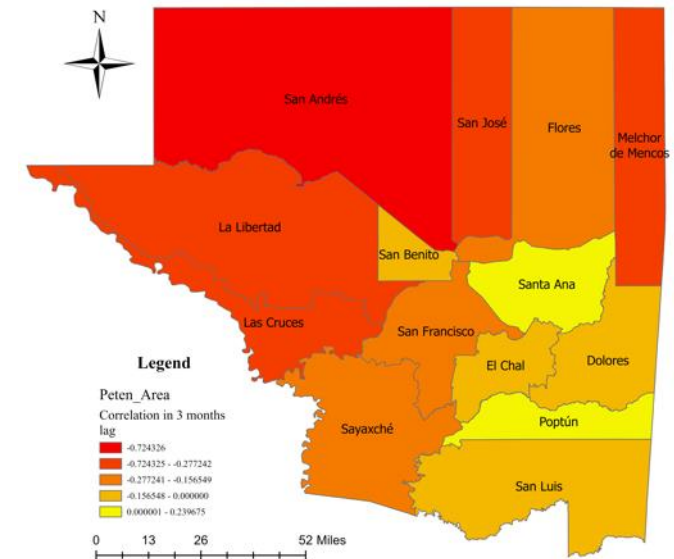 N
San Andrés
San José
Flores
Melchor
de Mencos
La Libertad
San Benito
Santa Ana
Las Cruces
San Francisco
El Chal
Dolores
Sayaxché
Poptún
San Luis
Legend
Peten_Area
Correlation in 3 months
lag
-0.724326
-0.724325 - -0.277242
-0.277241 - -0.156549
-0.156548 - 0.000000
0.000001 - 0.239675
0 13 26 52 Miles